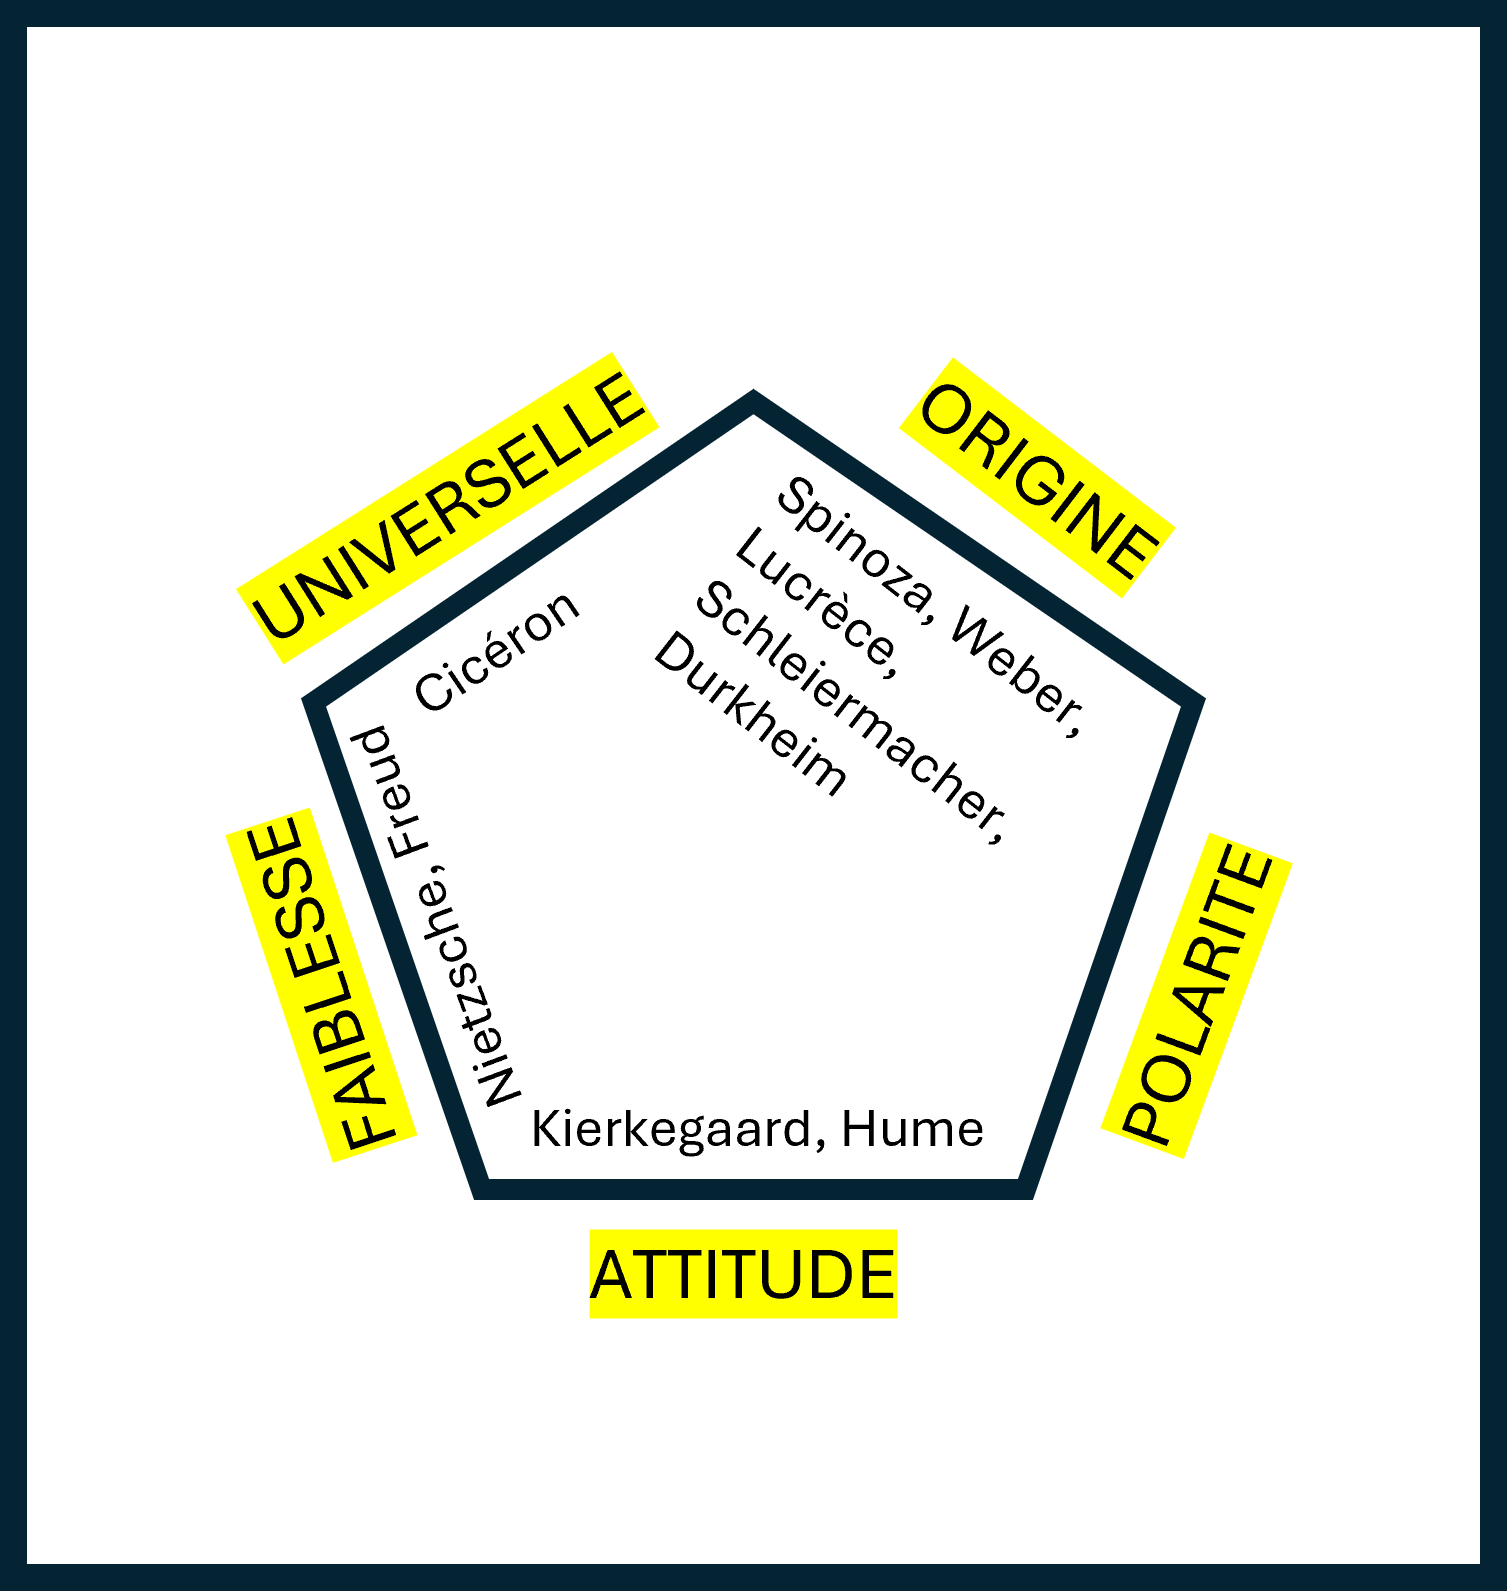 UNIVERSELLE
ORIGINE
Cicéron
Spinoza, Weber,
Lucrèce,
Schleiermacher,
Durkheim
FAIBLESSE
Nietzsche, Freud
POLARITE
Kierkegaard, Hume
ATTITUDE